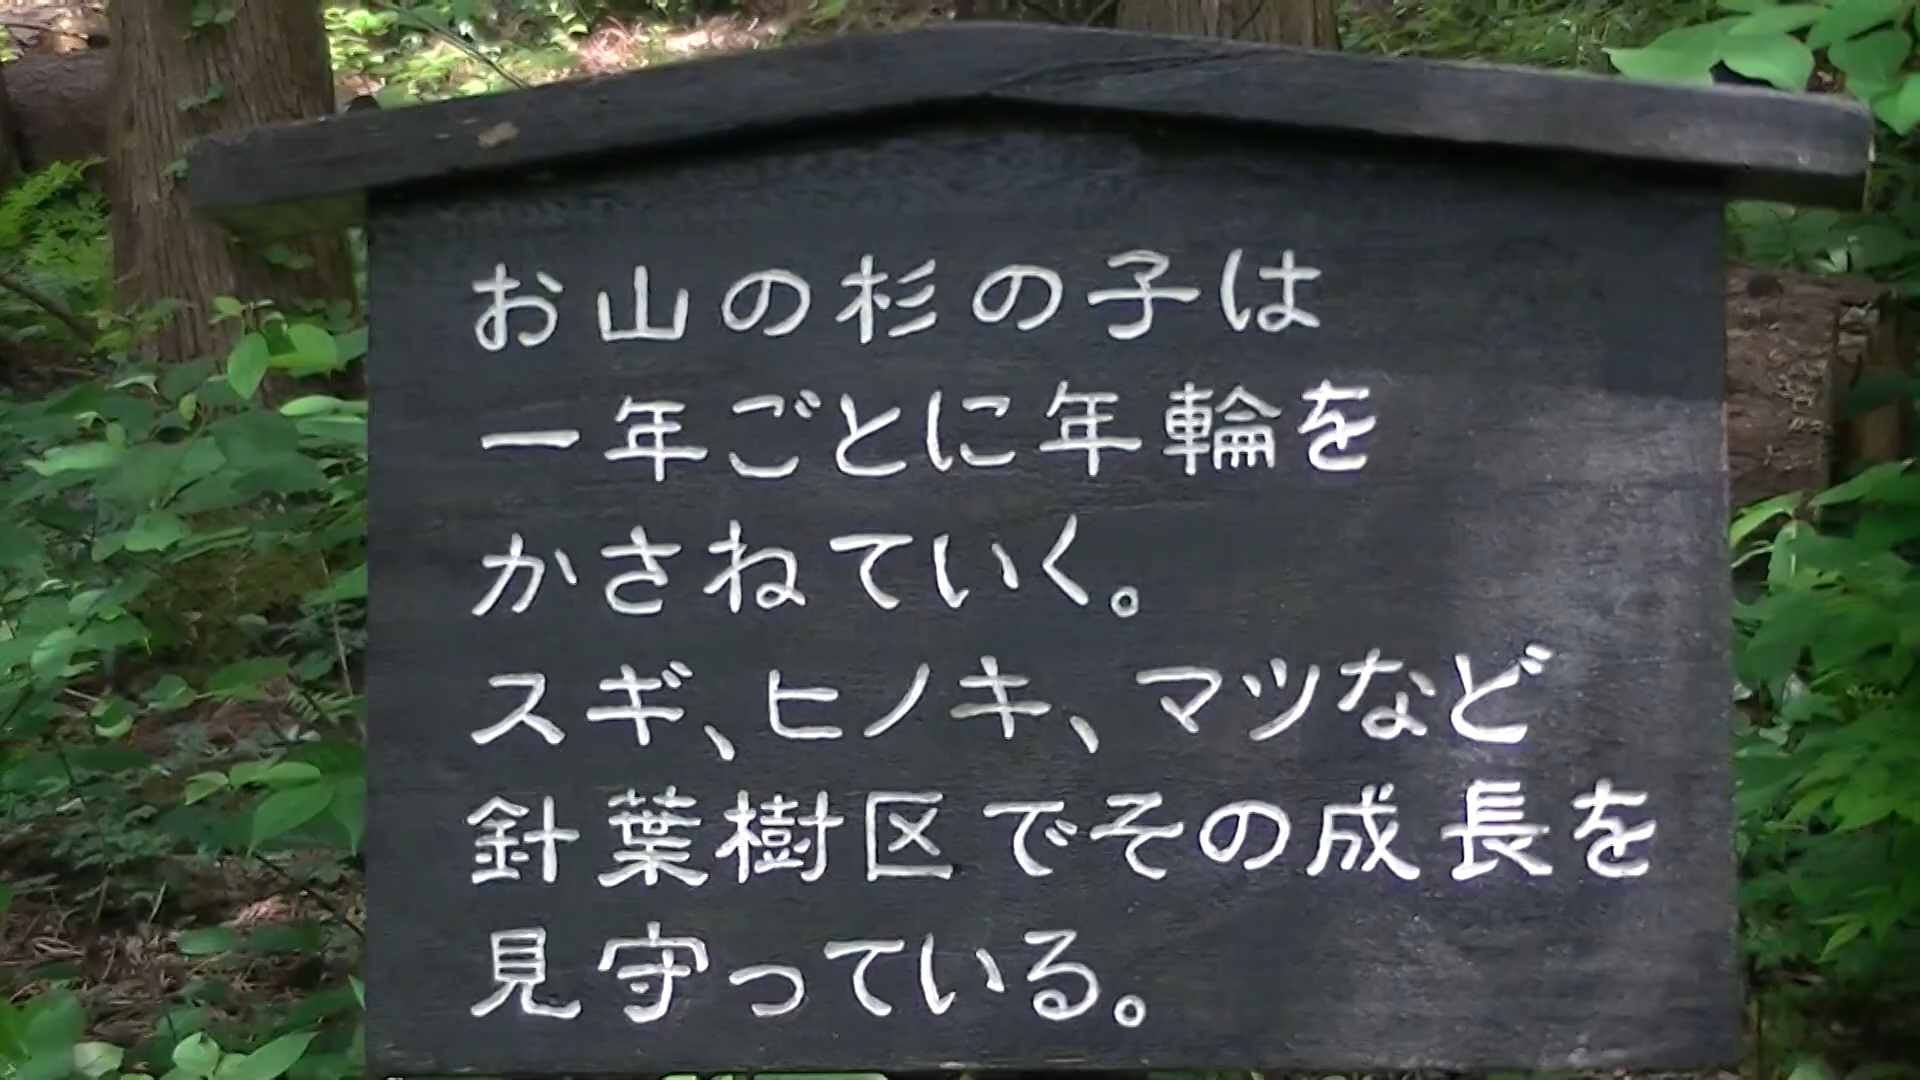 お山の杉の子は
一年ごとに年輪を
かさねていく。
スギ、ヒノキ、マツなど
針葉樹区でその成長を
見守っている。